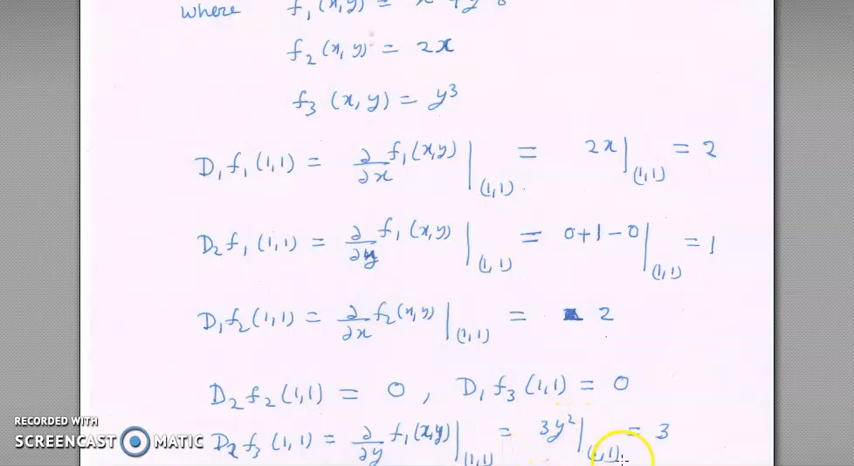 where f₁(x,y) =
f₂(x,y) = 2x
f₃(x,y) = y³
D₁f₁(1,1) = ∂/∂x f₁(x,y)|(1,1) = 2x|(1,1) = 2
D₂f₁(1,1) = ∂/∂y f₁(x,y)|(1,1) = 0+1-0|(1,1) = 1
D₁f₂(1,1) = ∂/∂x f₂(x,y)|(1,1) = 2
D₂f₂(1,1) = 0, D₁f₃(1,1) = 0
D₂f₃(1,1) = ∂/∂y f₁(x,y)|(1,1) = 3y²|(1,1) = 3
RECORDED WITH
SCREENCAST MATIC